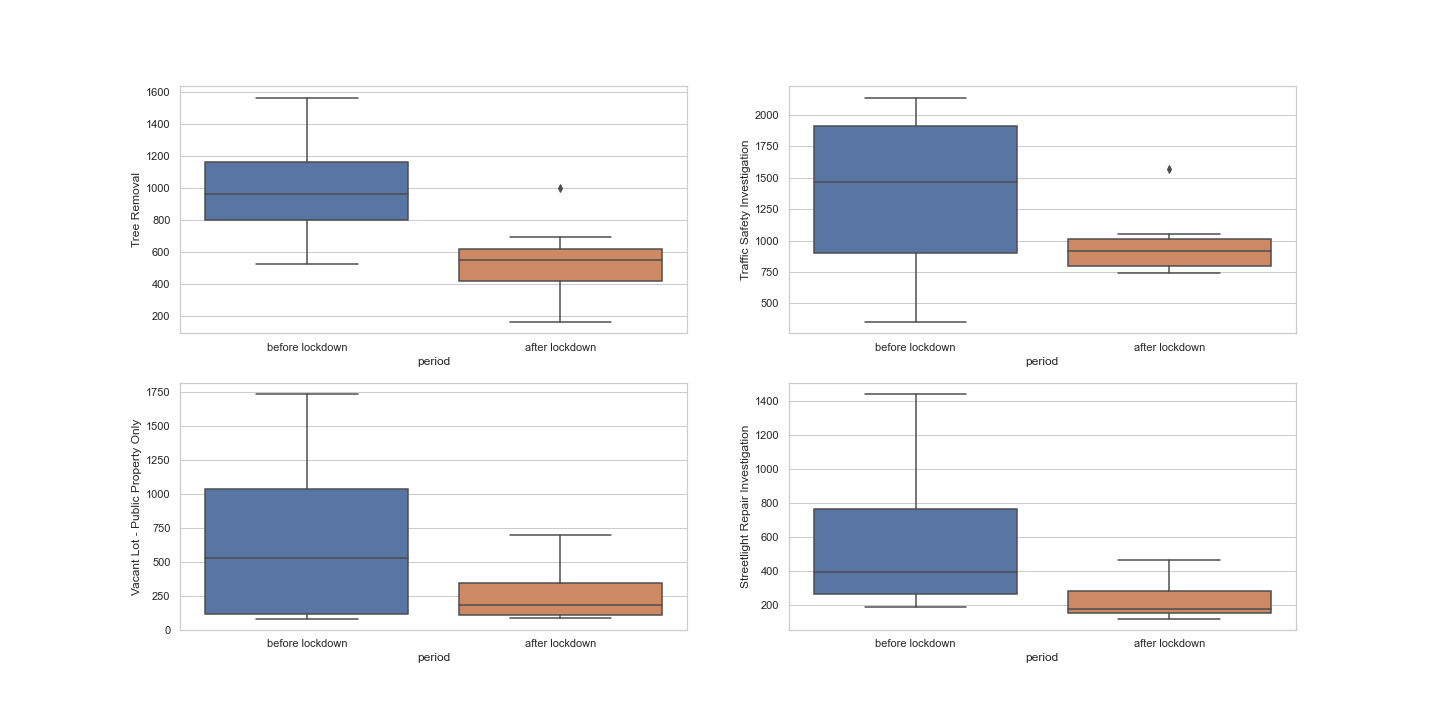 Tree Removal
1600
1400
1200
1000
800
600
400
200
before lockdown
after lockdown
period
Traffic Safety Investigation
2000
1750
1500
1250
1000
750
500
before lockdown
after lockdown
period
Vacant Lot - Public Property Only
1750
1500
1250
1000
750
500
250
0
before lockdown
after lockdown
period
Streetlight Repair Investigation
1400
1200
1000
800
600
400
200
before lockdown
after lockdown
period